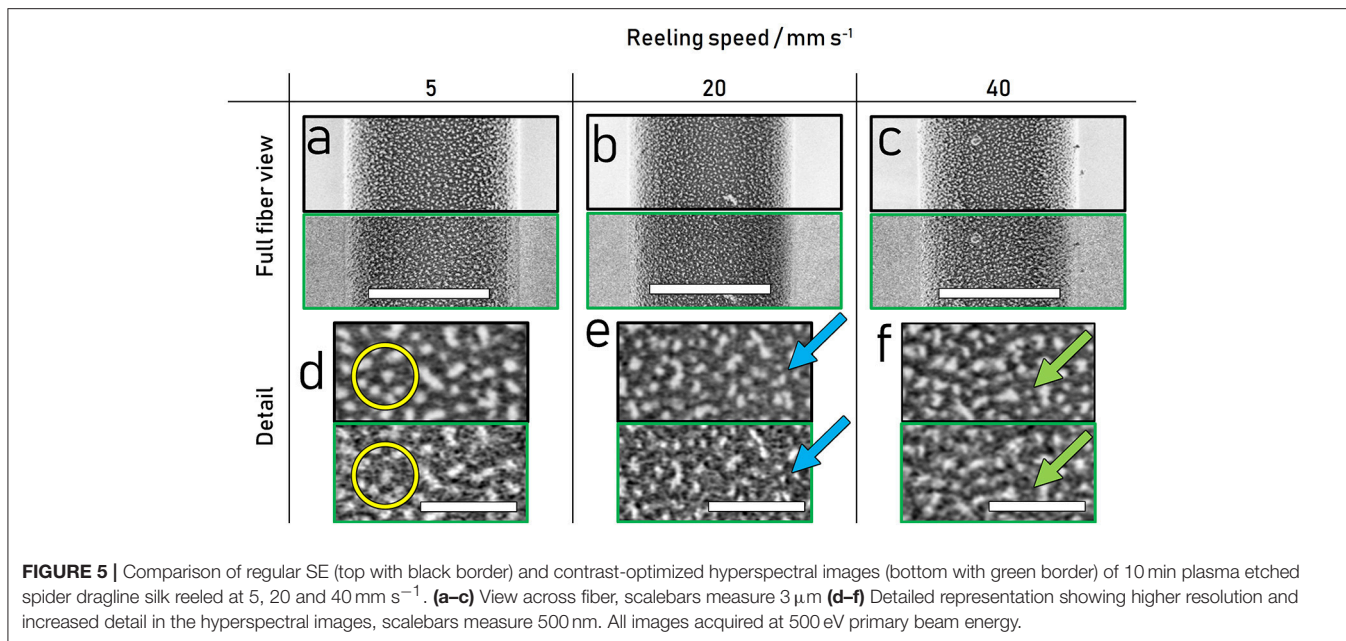 Reeling speed / mm s⁻¹
5 20 40
Full fiber view
a b c
Detail
d e f
FIGURE 5 | Comparison of regular SE (top with black border) and contrast-optimized hyperspectral images (bottom with green border) of 10 min plasma etched
spider dragline silk reeled at 5, 20 and 40 mm s⁻¹. (a–c) View across fiber, scalebars measure 3 μm (d–f) Detailed representation showing higher resolution and
increased detail in the hyperspectral images, scalebars measure 500 nm. All images acquired at 500 eV primary beam energy.